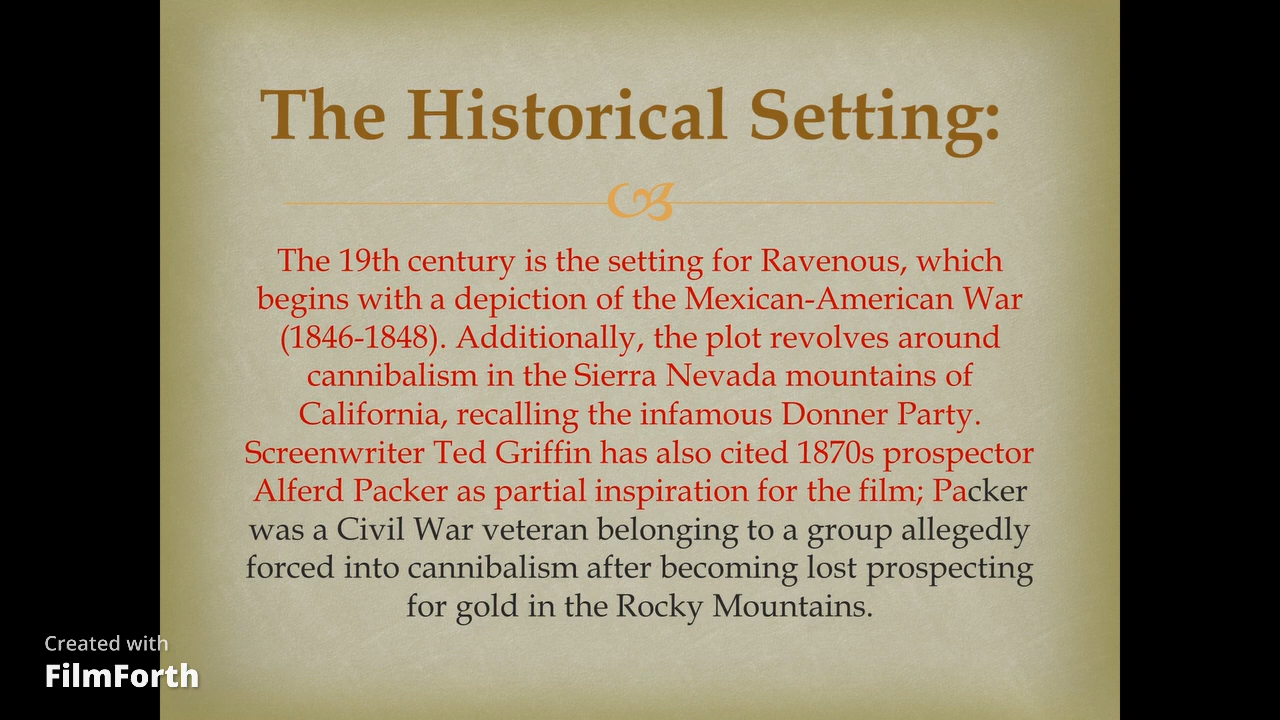 The Historical Setting:
The 19th century is the setting for Ravenous, which
begins with a depiction of the Mexican-American War
(1846-1848). Additionally, the plot revolves around
cannibalism in the Sierra Nevada mountains of
California, recalling the infamous Donner Party.
Screenwriter Ted Griffin has also cited 1870s prospector
Alferd Packer as partial inspiration for the film; Packer
was a Civil War veteran belonging to a group allegedly
forced into cannibalism after becoming lost prospecting
for gold in the Rocky Mountains.
Created with
FilmForth